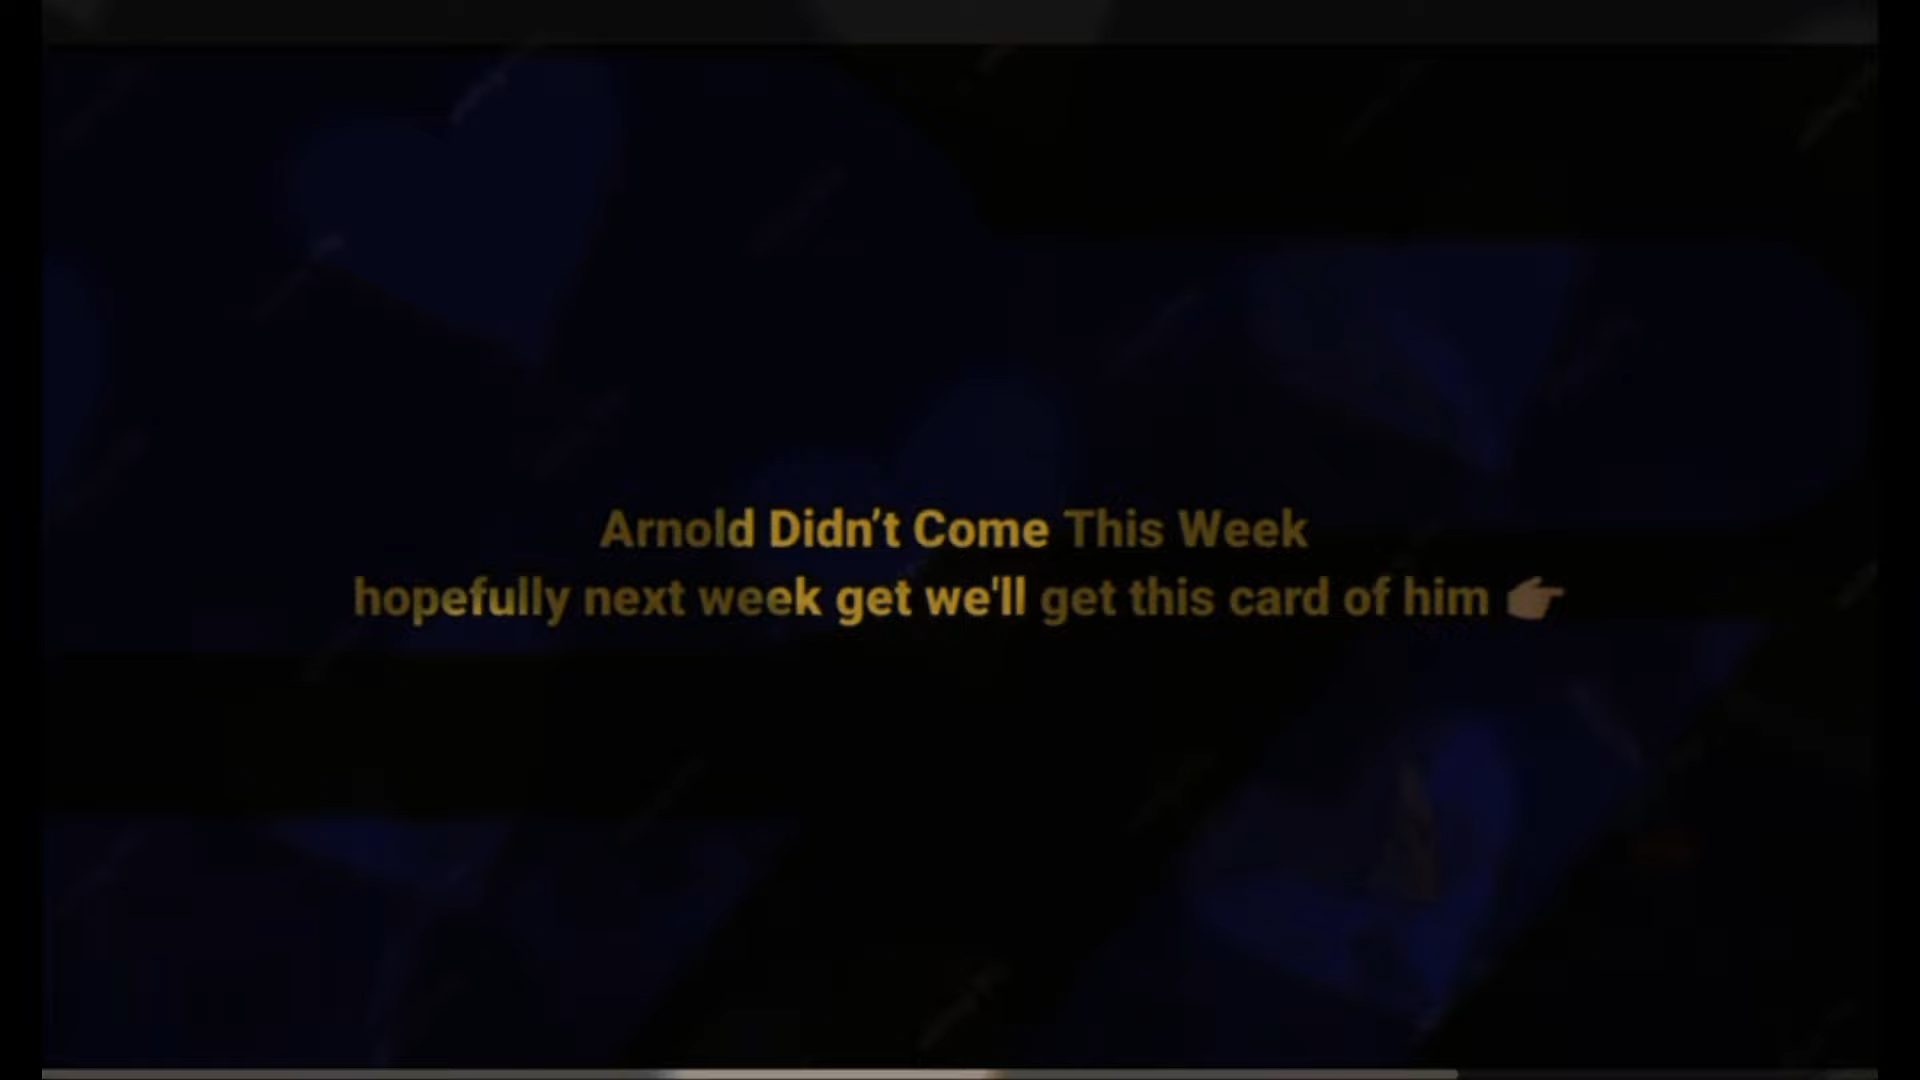 Arnold Didn’t Come This Week
hopefully next week get we'll get this card of him 👉